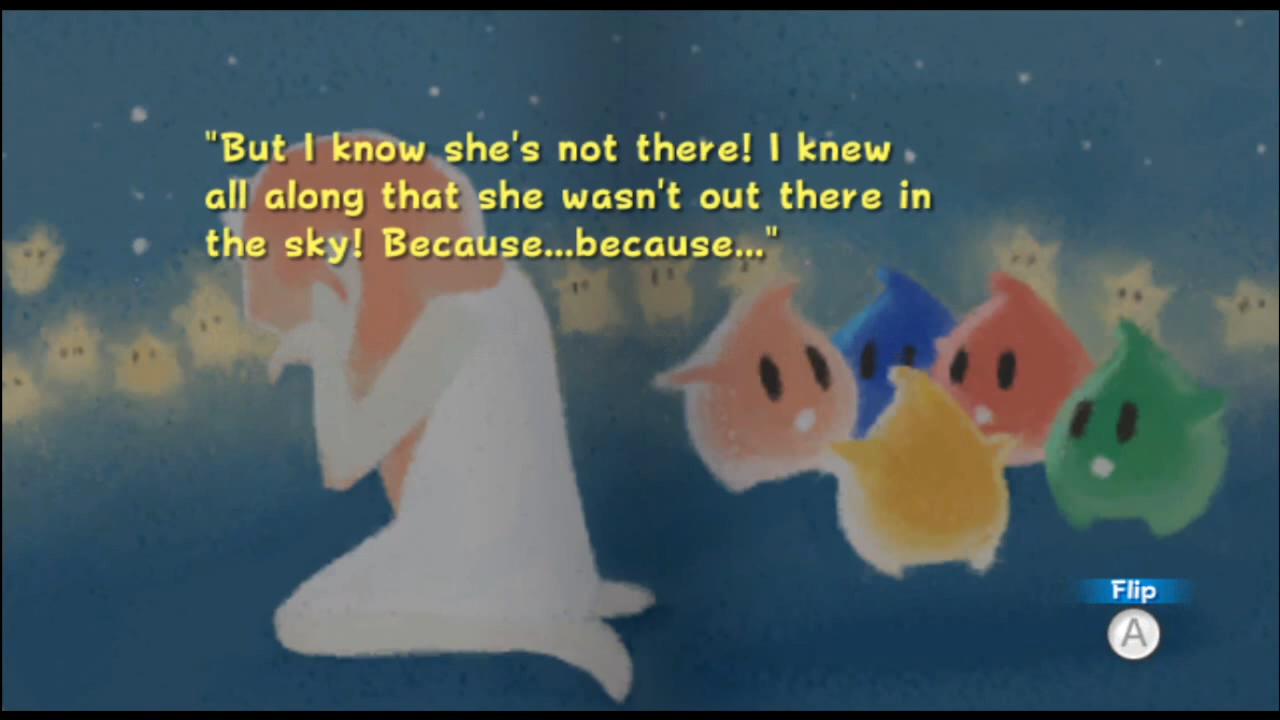 "But I know she's not there! I knew
all along that she wasn't out there in
the sky! Because...because..."
Flip
A